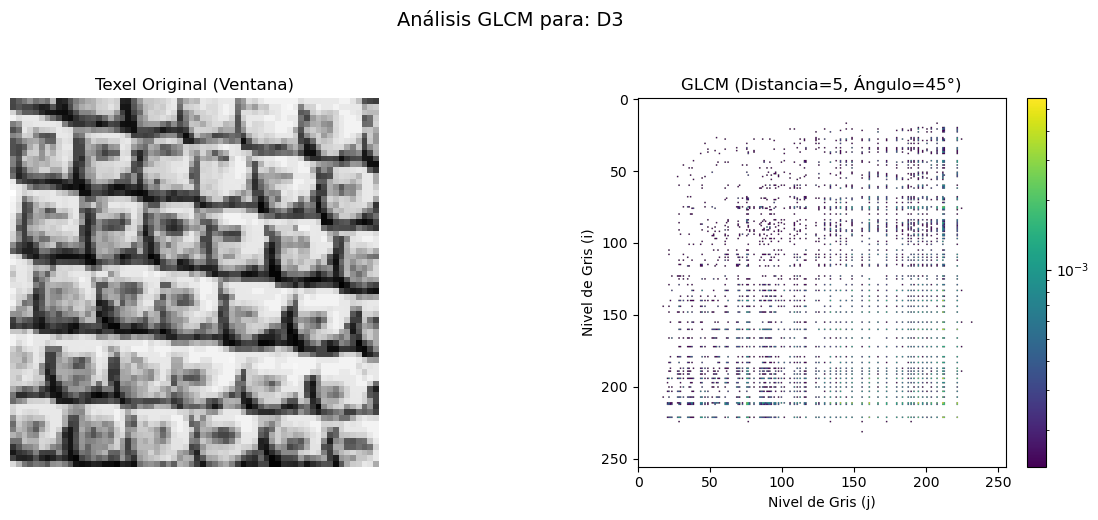 Análisis GLCM para: D3
Texel Original (Ventana)
GLCM (Distancia=5, Ángulo=45°)
0
50
100
150
200
250
Nivel de Gris (i)
0 50 100 150 200 250
Nivel de Gris (j)
10⁻³